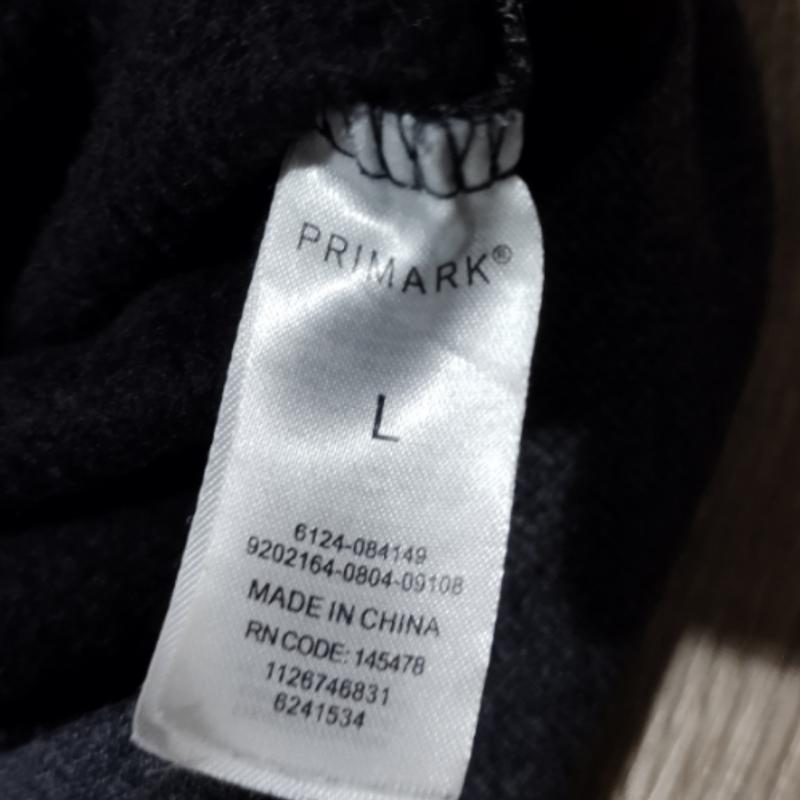 PRIMARK®
L
6124-084149
9202164-0804-09108
MADE IN CHINA
RN CODE: 145478
1126746831
6241534